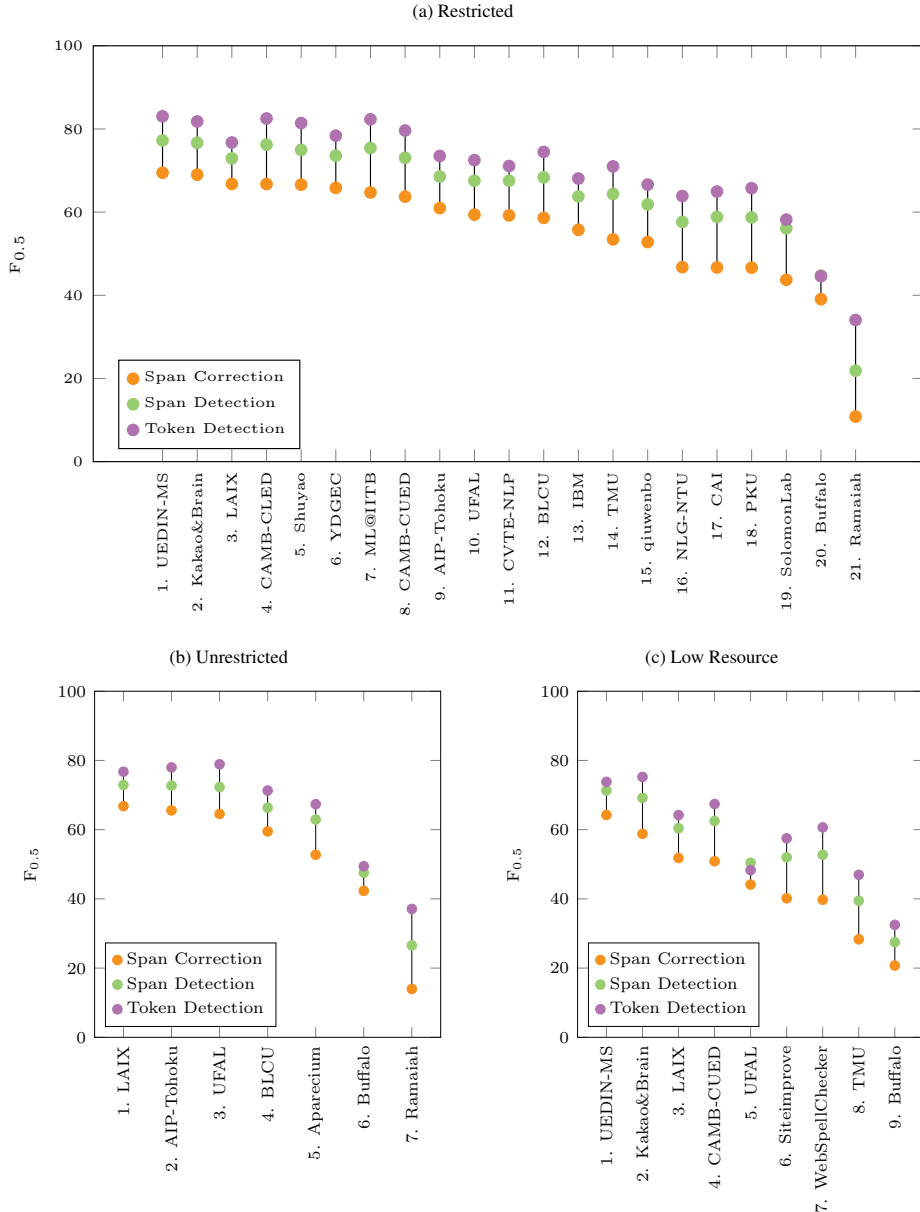 (a) Restricted
100
80
60
40
20
0
F0.5
Span Correction
Span Detection
Token Detection
1. UEDIN-MS
2. Kakao&Brain
3. LAIX
4. CAMB-CLED
5. Shuyao
6. YDGEC
7. ML@IITB
8. CAMB-CUED
9. AIP-Tohoku
10. UFAL
11. CVTE-NLP
12. BLCU
13. IBM
14. TMU
15. qiuwenbo
16. NLG-NTU
17. CAI
18. PKU
19. SolomonLab
20. Buffalo
21. Ramaiah
(b) Unrestricted
100
80
60
40
20
0
F0.5
Span Correction
Span Detection
Token Detection
1. LAIX
2. AIP-Tohoku
3. UFAL
4. BLCU
5. Aparecium
6. Buffalo
7. Ramaiah
(c) Low Resource
100
80
60
40
20
0
F0.5
Span Correction
Span Detection
Token Detection
1. UEDIN-MS
2. Kakao&Brain
3. LAIX
4. CAMB-CUED
5. UFAL
6. Siteimprove
7. WebSpellChecker
8. TMU
9. Buffalo